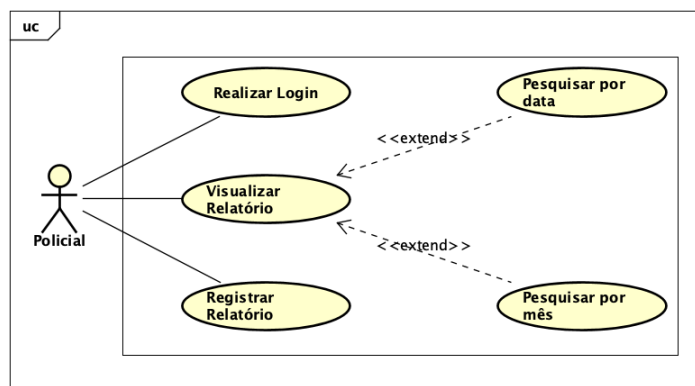 uc
Realizar Login
Pesquisar por
data
<<extend>>
Visualizar
Relatório
Policial
<<extend>>
Registrar
Relatório
Pesquisar por
mês